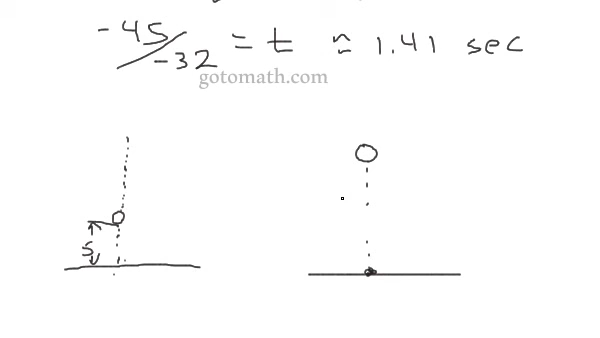 -45/-32 = t ≈ 1.41 sec
gotomath.com
5